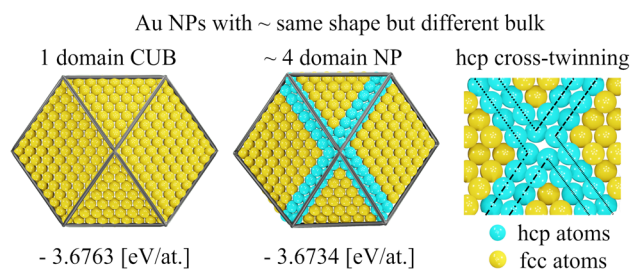 Au NPs with ~ same shape but different bulk
1 domain CUB
~ 4 domain NP
hcp cross-twinning
- 3.6763 [eV/at.]
- 3.6734 [eV/at.]
hcp atoms
fcc atoms